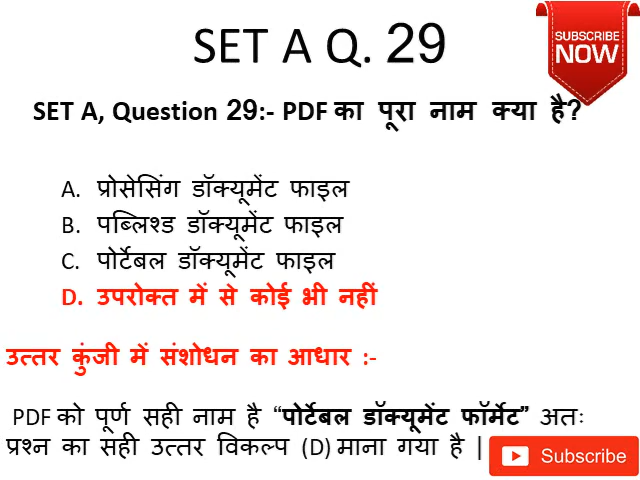 SET A Q. 29
SUBSCRIBE
NOW
SET A, Question 29:- PDF का पूरा नाम क्या है?
A. प्रोसेसिंग डॉक्यूमेंट फाइल
B. पब्लिश्ड डॉक्यूमेंट फाइल
C. पोर्टेबल डॉक्यूमेंट फाइल
D. उपरोक्त में से कोई भी नहीं
उत्तर कुंजी में संशोधन का आधार :-
PDF को पूर्ण सही नाम है “पोर्टेबल डॉक्यूमेंट फॉर्मेट” अतः
प्रश्न का सही उत्तर विकल्प (D) माना गया है |
Subscribe